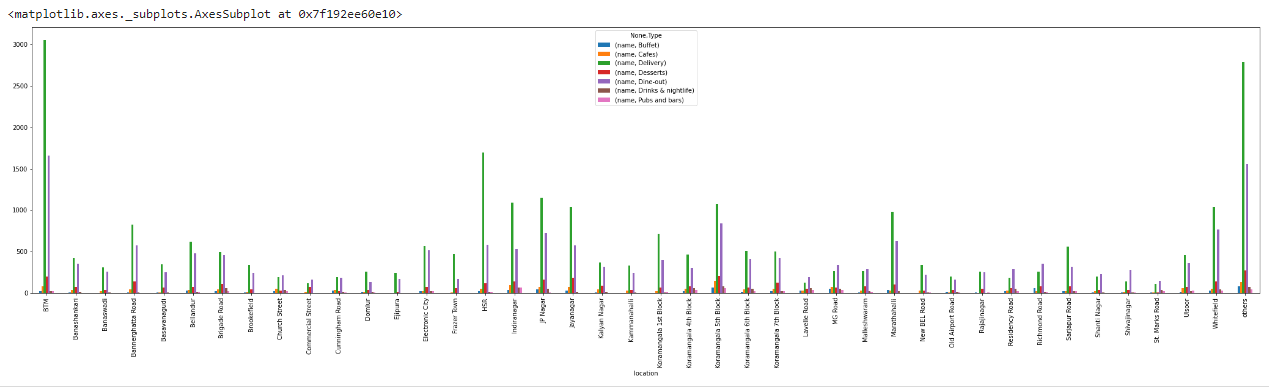 <matplotlib.axes._subplots.AxesSubplot at 0x7f192ee60e10>
None,Type
(name, Buffet)
(name, Cafes)
(name, Delivery)
(name, Desserts)
(name, Dine-out)
(name, Drinks & nightlife)
(name, Pubs and bars)
3000
2500
2000
1500
1000
500
0
BTM
Banashankari
Banaswadi
Bannerghatta Road
Basavanagudi
Bellandur
Brigade Road
Brookefield
Church Street
Commercial Street
Cunningham Road
Domlur
Ejipura
Electronic City
Frazer Town
HSR
Indiranagar
JP Nagar
Jayanagar
Kalyan Nagar
Kammanahalli
Koramangala 1st Block
Koramangala 4th Block
Koramangala 5th Block
Koramangala 6th Block
Koramangala 7th Block
Lavelle Road
MG Road
Malleshwaram
Marathahalli
New BEL Road
Old Airport Road
Rajajinagar
Residency Road
Richmond Road
Sarjapur Road
Shanti Nagar
Shivajinagar
St. Marks Road
Ulsoor
Whitefield
others
location